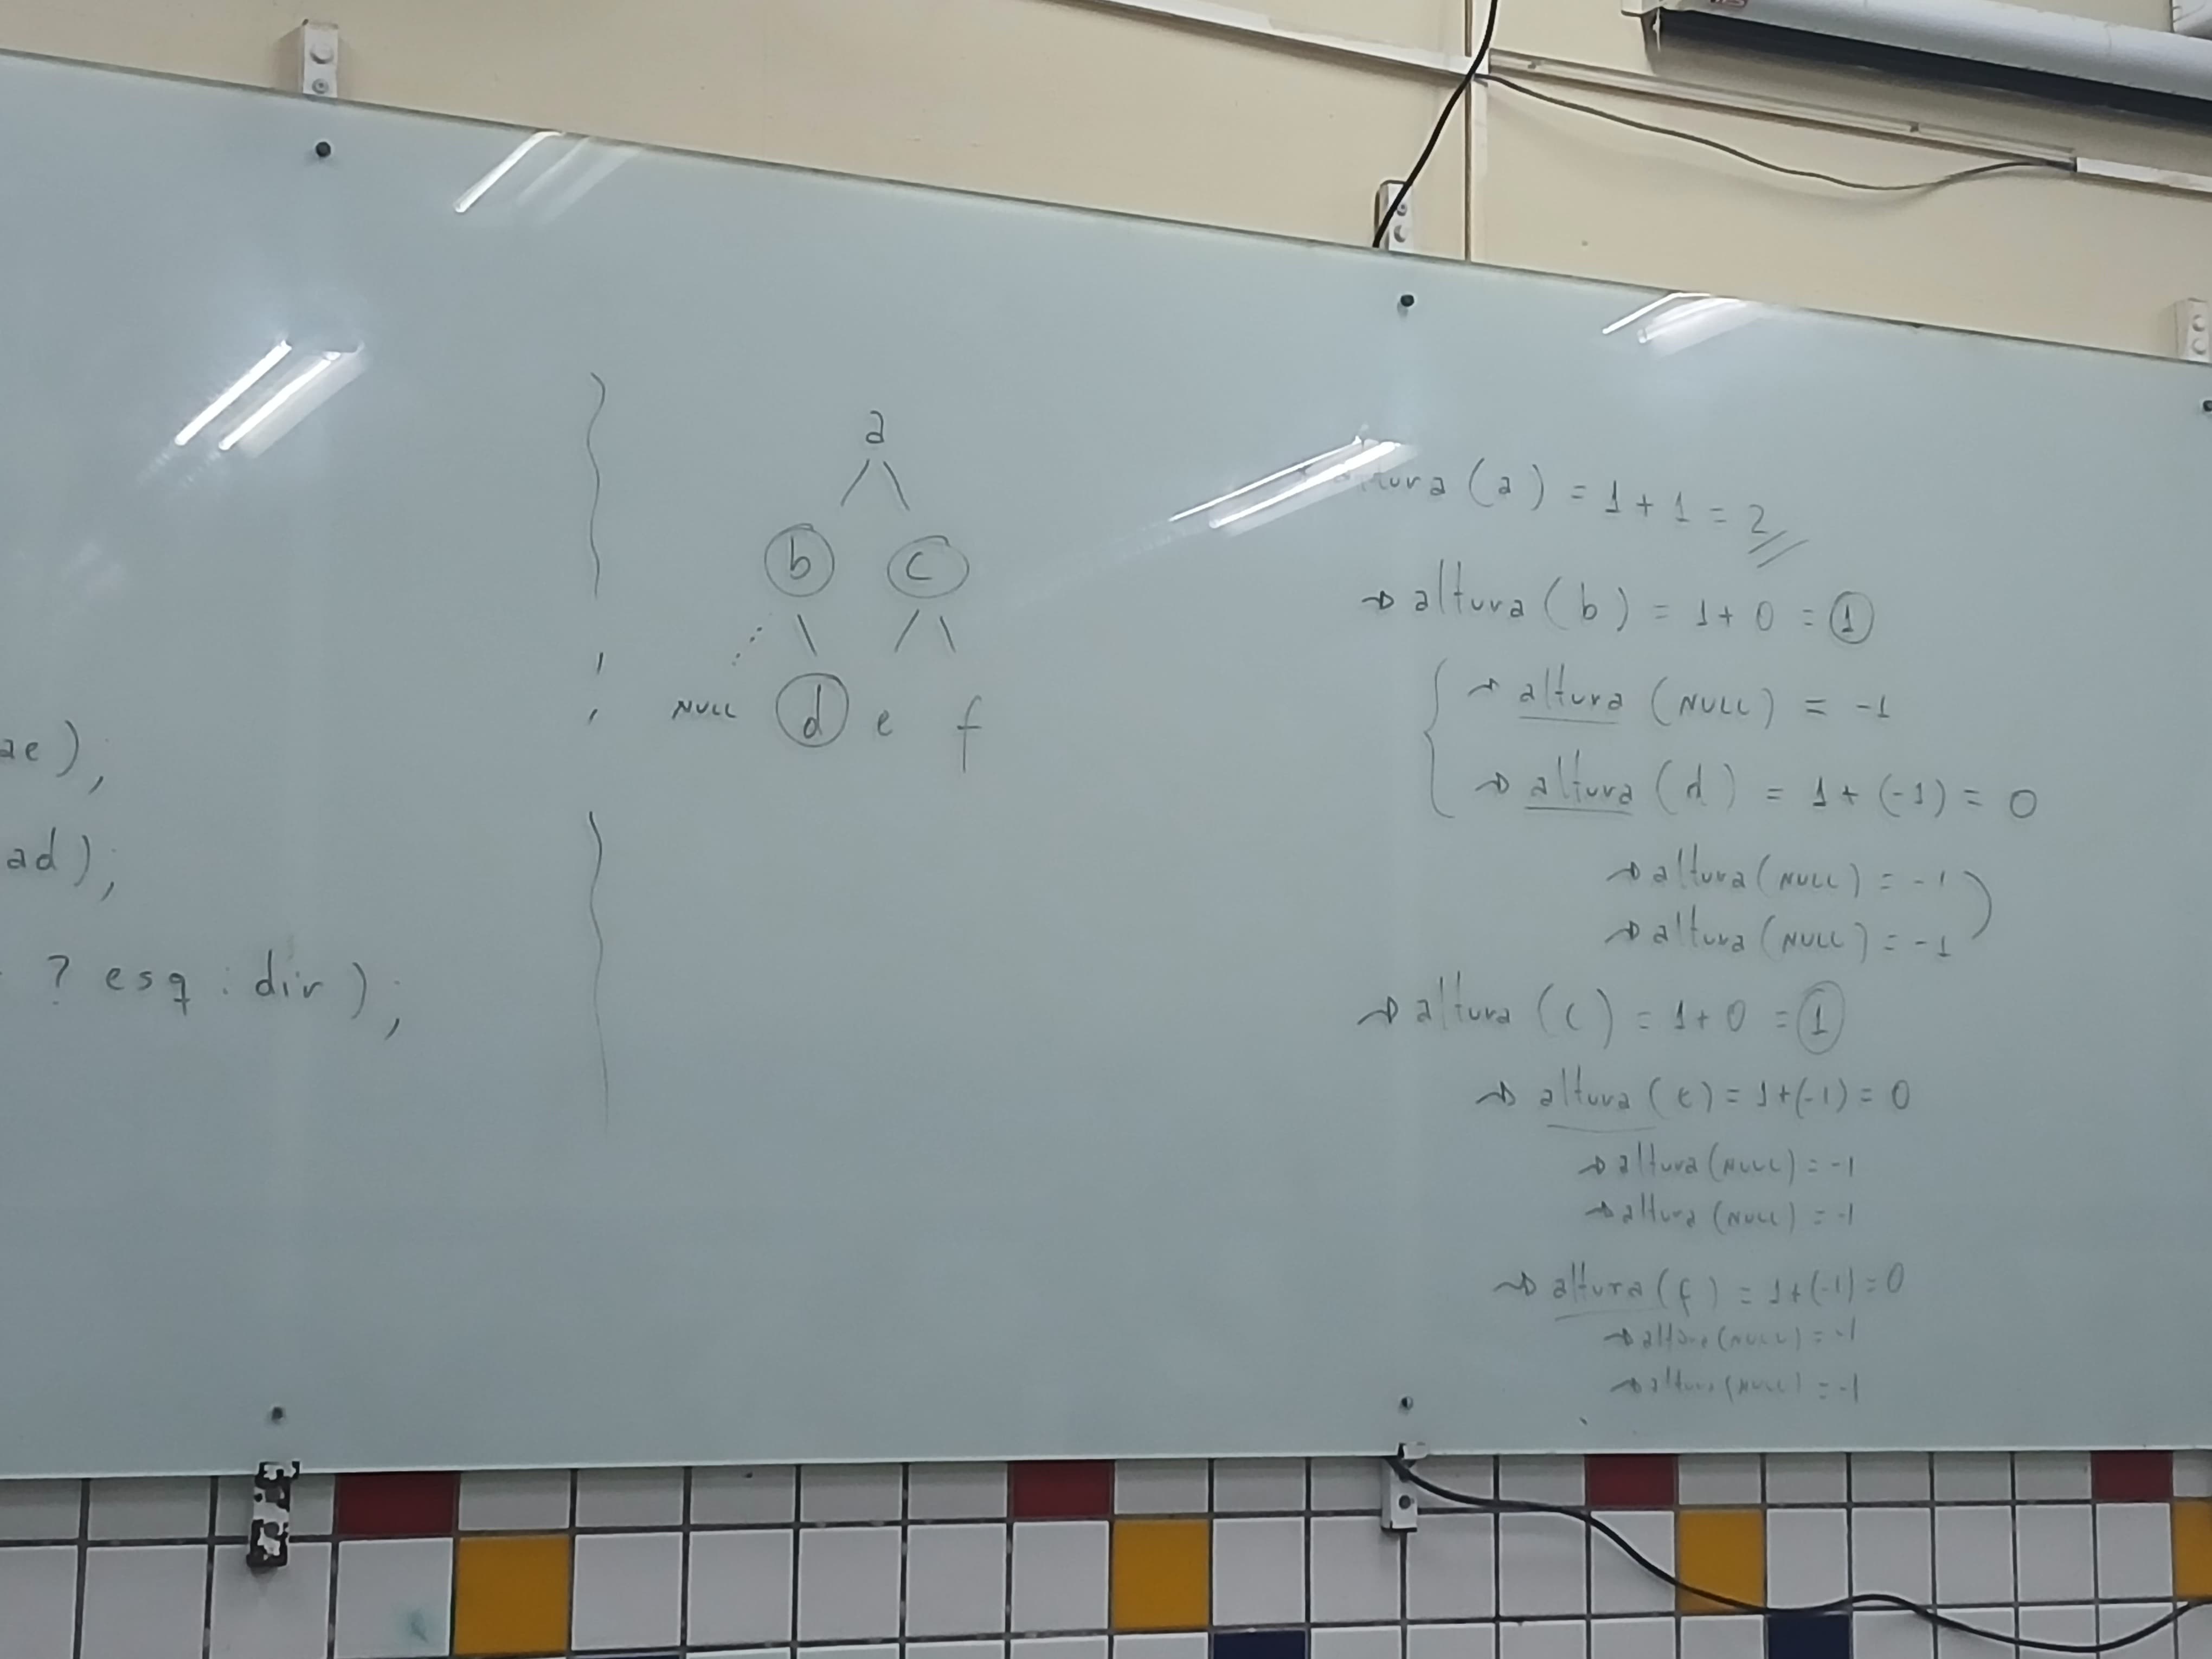 ae);
ad);
? esq : dir);
a
b c
NULL d e f
altura (a) = 1 + 1 = 2
→ altura (b) = 1 + 0 = 1
→ altura (NULL) = -1
→ altura (d) = 1 + (-1) = 0
→ altura (NULL) = -1
→ altura (NULL) = -1
→ altura (c) = 1 + 0 = 1
→ altura (e) = 1 + (-1) = 0
→ altura (NULL) = -1
→ altura (NULL) = -1
→ altura (f) = 1 + (-1) = 0
→ altura (NULL) = -1
→ altura (NULL) = -1